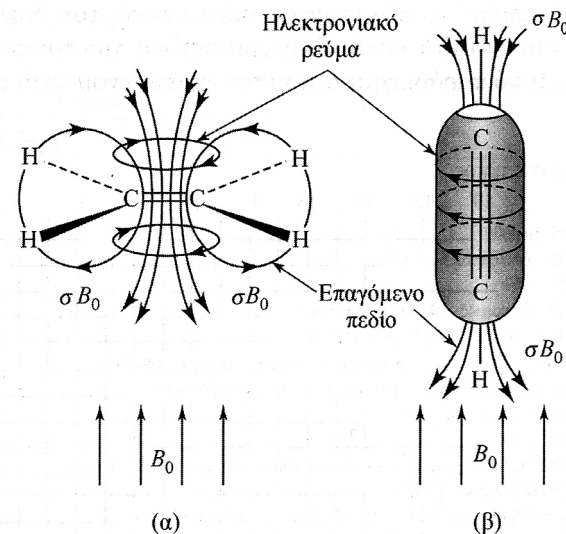 Ηλεκτρονιακό
ρεύμα
σB₀
H
H
H
C
C
H
H
C
C
σB₀
σB₀
Επαγόμενο
πεδίο
σB₀
H
B₀
B₀
(α)
(β)